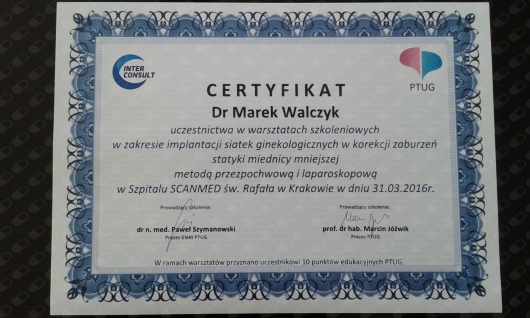 INTER
CONSULT
PTUG
CERTYFIKAT
Dr Marek Walczyk
uczestnictwa w warsztatach szkoleniowych
w zakresie implantacji siatek ginekologicznych w korekcji zaburzeń
statyki miednicy mniejszej
metodą przezpochwową i laparoskopową
w Szpitalu SCANMED św. Rafała w Krakowie w dniu 31.03.2016r.
Prowadzący szkolenie: Prowadzący szkolenie:
dr n. med. Paweł Szymanowski prof. dr hab. Marcin Jóźwik
Prezes-Elekt PTUG Prezes PTUG
W ramach warsztatów przyznano uczestnikowi 10 punktów edukacyjnych PTUG.